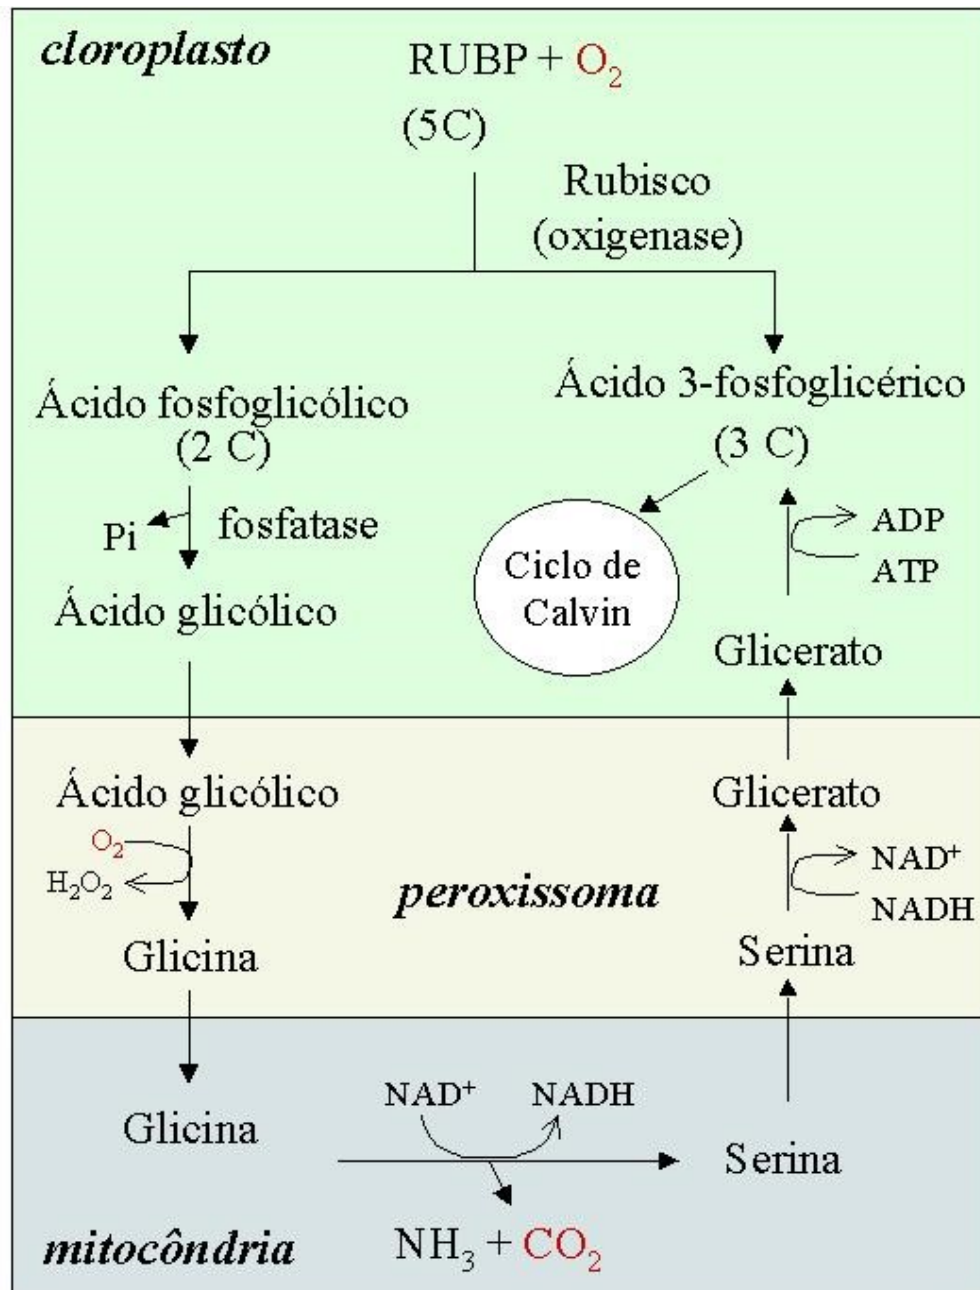 cloroplasto
RUBP + O₂
(5C)
Rubisco
(oxigenase)
Ácido fosfoglicólico
(2 C)
Ácido 3-fosfoglicérico
(3 C)
Pi
fosfatase
Ciclo de
Calvin
ADP
ATP
Ácido glicólico
Glicerato
Ácido glicólico
Glicerato
O₂
H₂O₂
peroxissoma
NAD⁺
NADH
Glicina
Serina
Glicina
NAD⁺ NADH
Serina
mitocôndria
NH₃ + CO₂